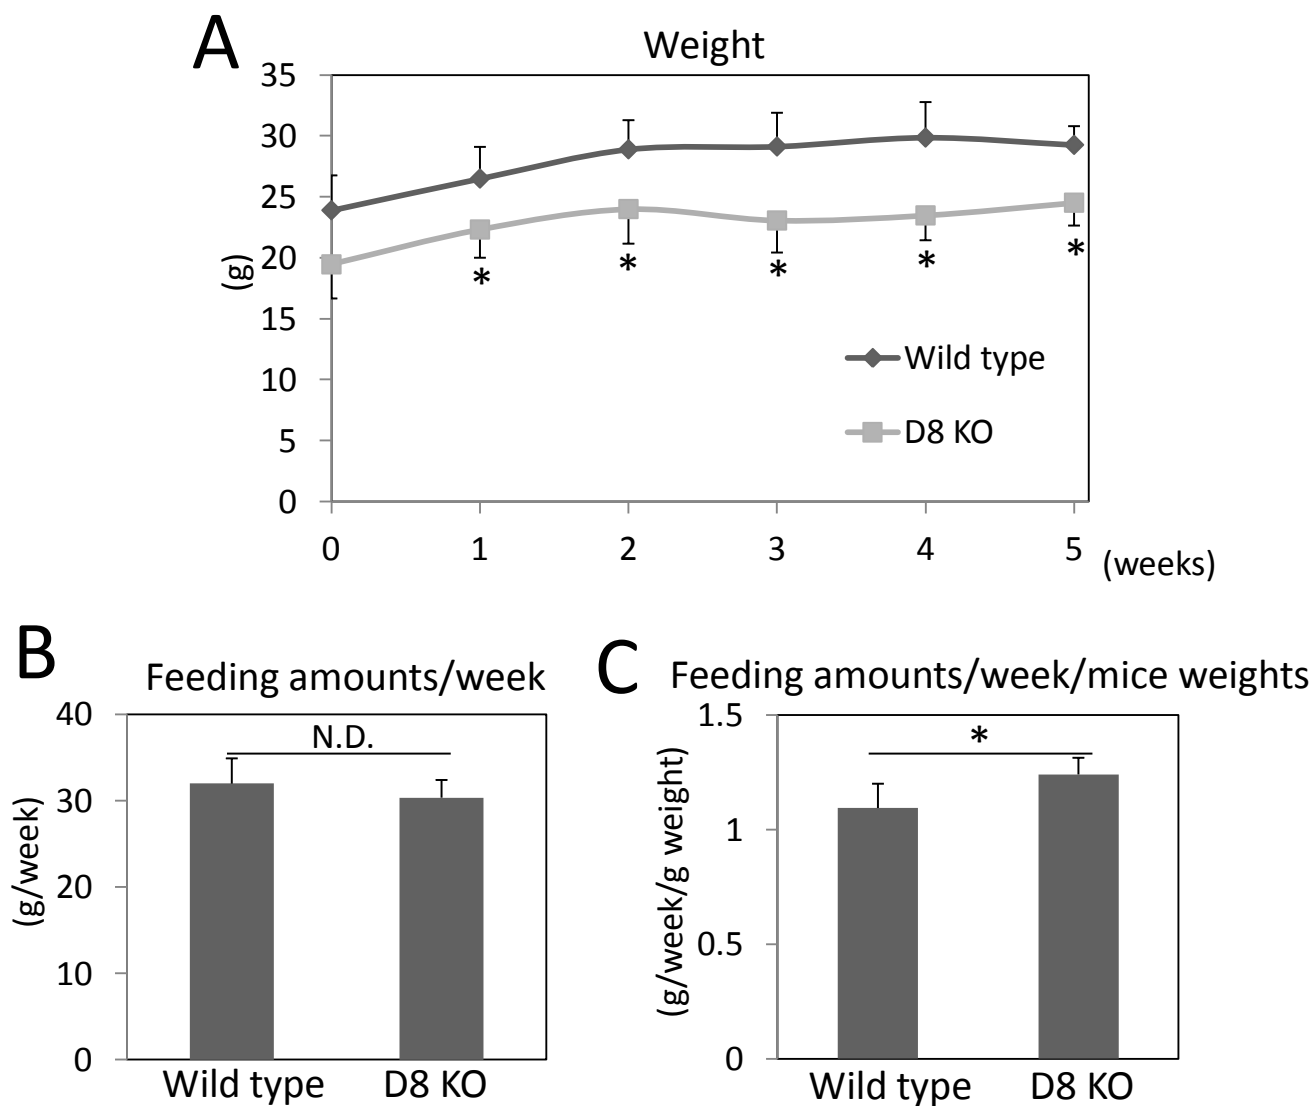 A
Weight
35
30
25
20
15
10
5
0
(g)
*
*
*
*
*
Wild type
D8 KO
0 1 2 3 4 5 (weeks)
B
Feeding amounts/week
40
30
20
10
0
(g/week)
N.D.
Wild type D8 KO
C
Feeding amounts/week/mice weights
1.5
1
0.5
0
(g/week/g weight)
*
Wild type D8 KO